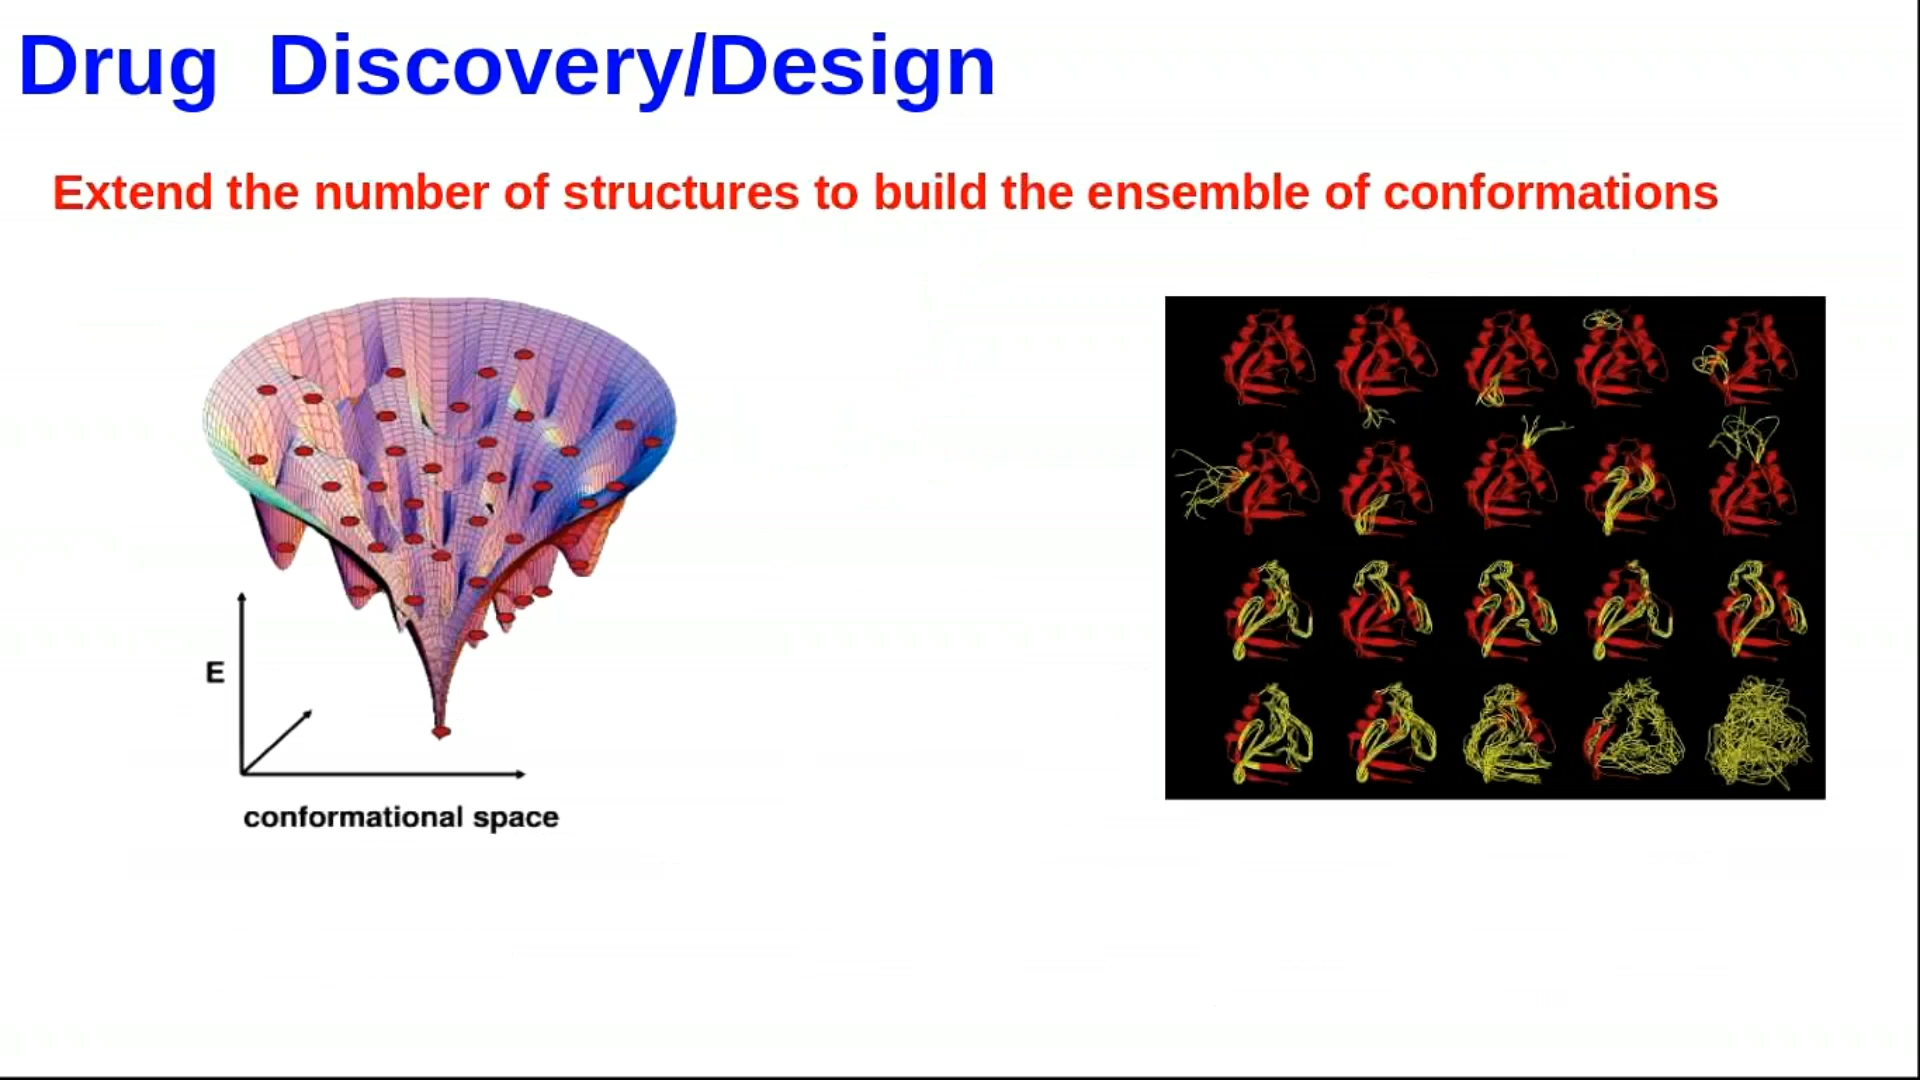 Drug Discovery/Design
Extend the number of structures to build the ensemble of conformations
E
conformational space